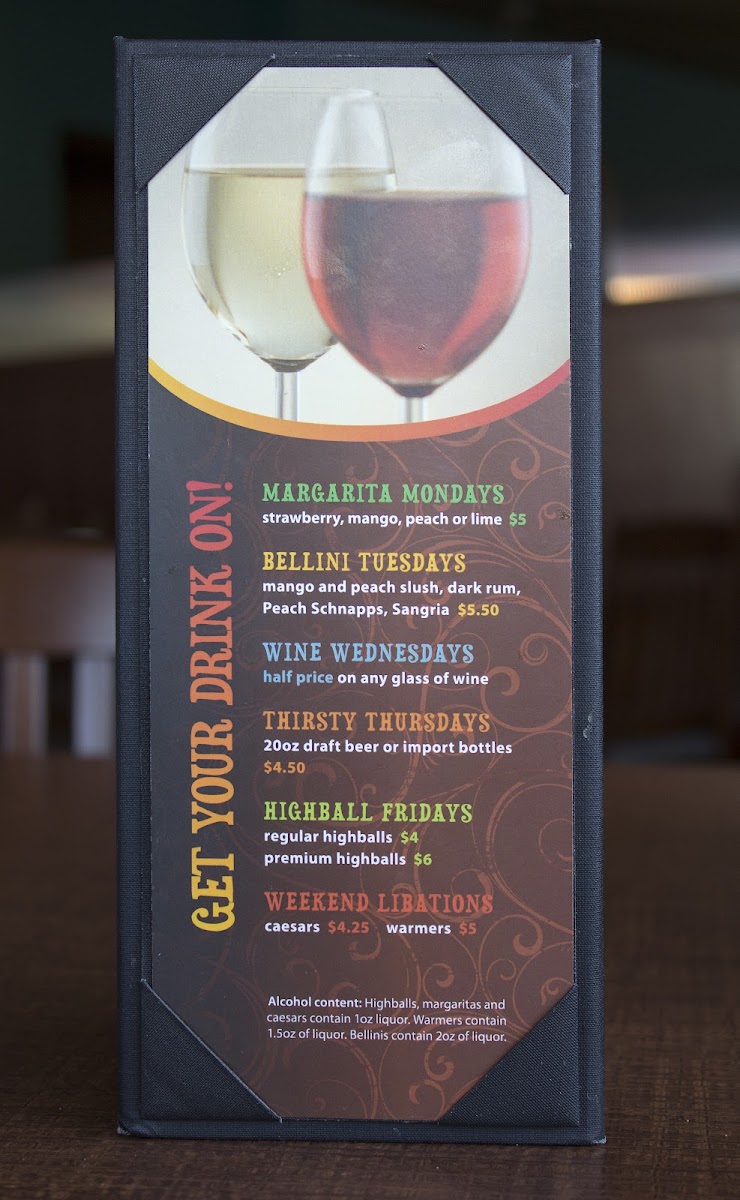 GET YOUR DRINK ON!
MARGARITA MONDAYS
strawberry, mango, peach or lime $5
BELLINI TUESDAYS
mango and peach slush, dark rum,
Peach Schnapps, Sangria $5.50
WINE WEDNESDAYS
half price on any glass of wine
THIRSTY THURSDAYS
20oz draft beer or import bottles
$4.50
HIGHBALL FRIDAYS
regular highballs $4
premium highballs $6
WEEKEND LIBATIONS
caesars $4.25 warmers $5
Alcohol content: Highballs, margaritas and
caesars contain 1oz liquor. Warmers contain
1.5oz of liquor. Bellinis contain 2oz of liquor.